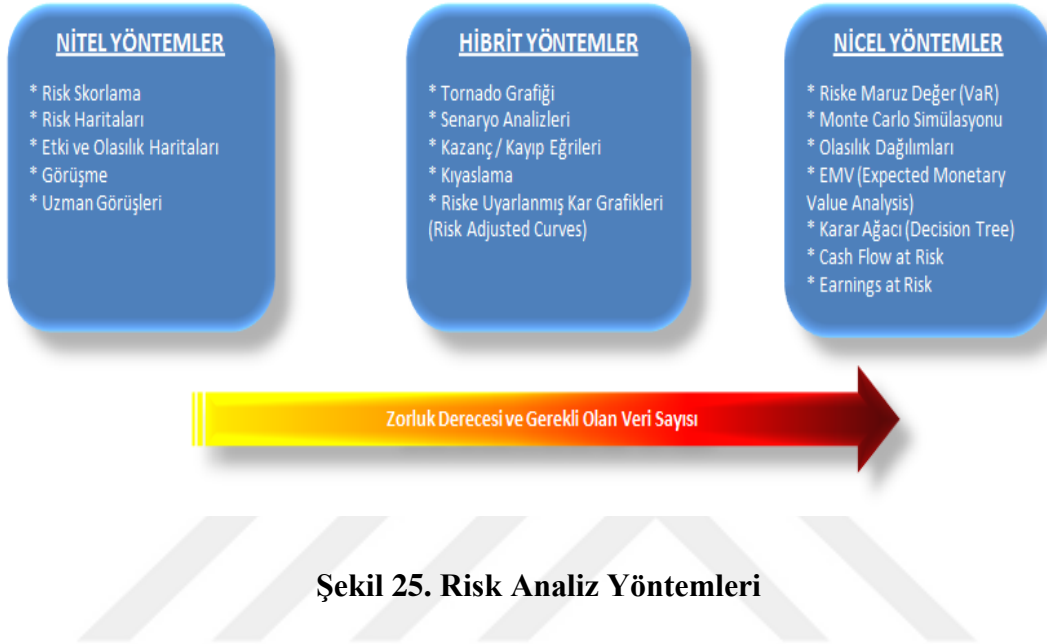 NİTEL YÖNTEMLER
* Risk Skorlama
* Risk Haritaları
* Etki ve Olasılık Haritaları
* Görüşme
* Uzman Görüşleri
HİBRİT YÖNTEMLER
* Tornado Grafiği
* Senaryo Analizleri
* Kazanç / Kayıp Eğrileri
* Kıyaslama
* Riske Uyarlanmış Kar Grafikleri
(Risk Adjusted Curves)
NİCEL YÖNTEMLER
* Riske Maruz Değer (VaR)
* Monte Carlo Simülasyonu
* Olasılık Dağılımları
* EMV (Expected Monetary
Value Analysis)
* Karar Ağacı (Decision Tree)
* Cash Flow at Risk
* Earnings at Risk
Zorluk Derecesi ve Gerekli Olan Veri Sayısı
Şekil 25. Risk Analiz Yöntemleri